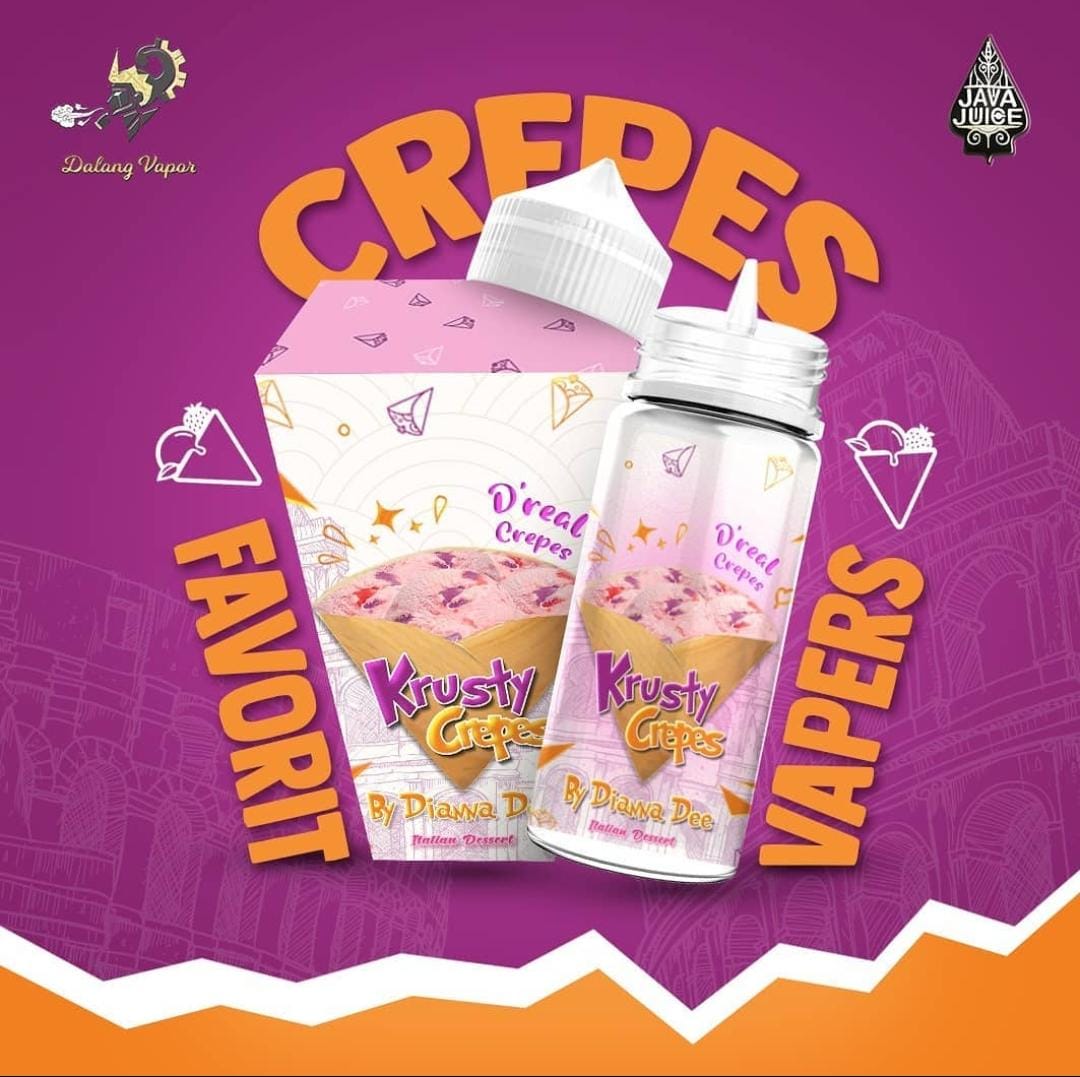 Dalang Vapor
JAVA
JUICE
CREPES
FAVORIT
VAPERS
D'real
Crepes
Krusty
Crepes
By Dianna D
Italian Dessert
D'real
Crepes
Krusty
Crepes
By Dianna Dee
Italian Dessert